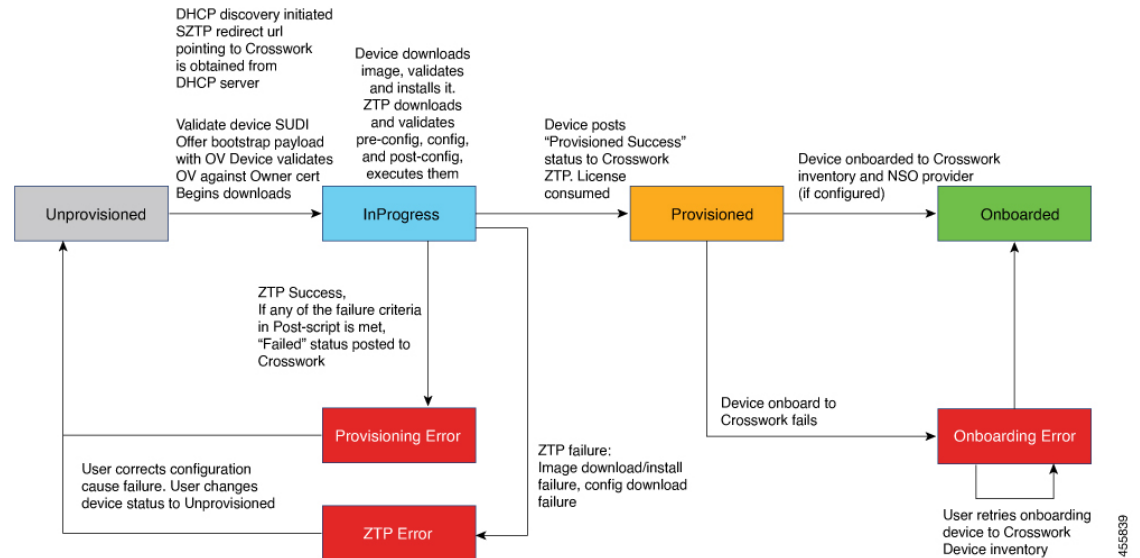 DHCP discovery initiated
SZTP redirect url
pointing to Crosswork
is obtained from
DHCP server
Validate device SUDI
Offer bootstrap payload
with OV Device validates
OV against Owner cert
Begins downloads
Device downloads
image, validates
and installs it.
ZTP downloads
and validates
pre-config, config,
and post-config,
executes them
Device posts
“Provisioned Success”
status to Crosswork
ZTP. License
consumed
Device onboarded to Crosswork
inventory and NSO provider
(if configured)
Unprovisioned
InProgress
Provisioned
Onboarded
ZTP Success,
If any of the failure criteria
in Post-script is met,
“Failed” status posted to
Crosswork
Device onboard to
Crosswork fails
Provisioning Error
Onboarding Error
ZTP failure:
Image download/install
failure, config download
failure
User corrects configuration
cause failure. User changes
device status to Unprovisioned
ZTP Error
User retries onboarding
device to Crosswork
Device inventory
455839